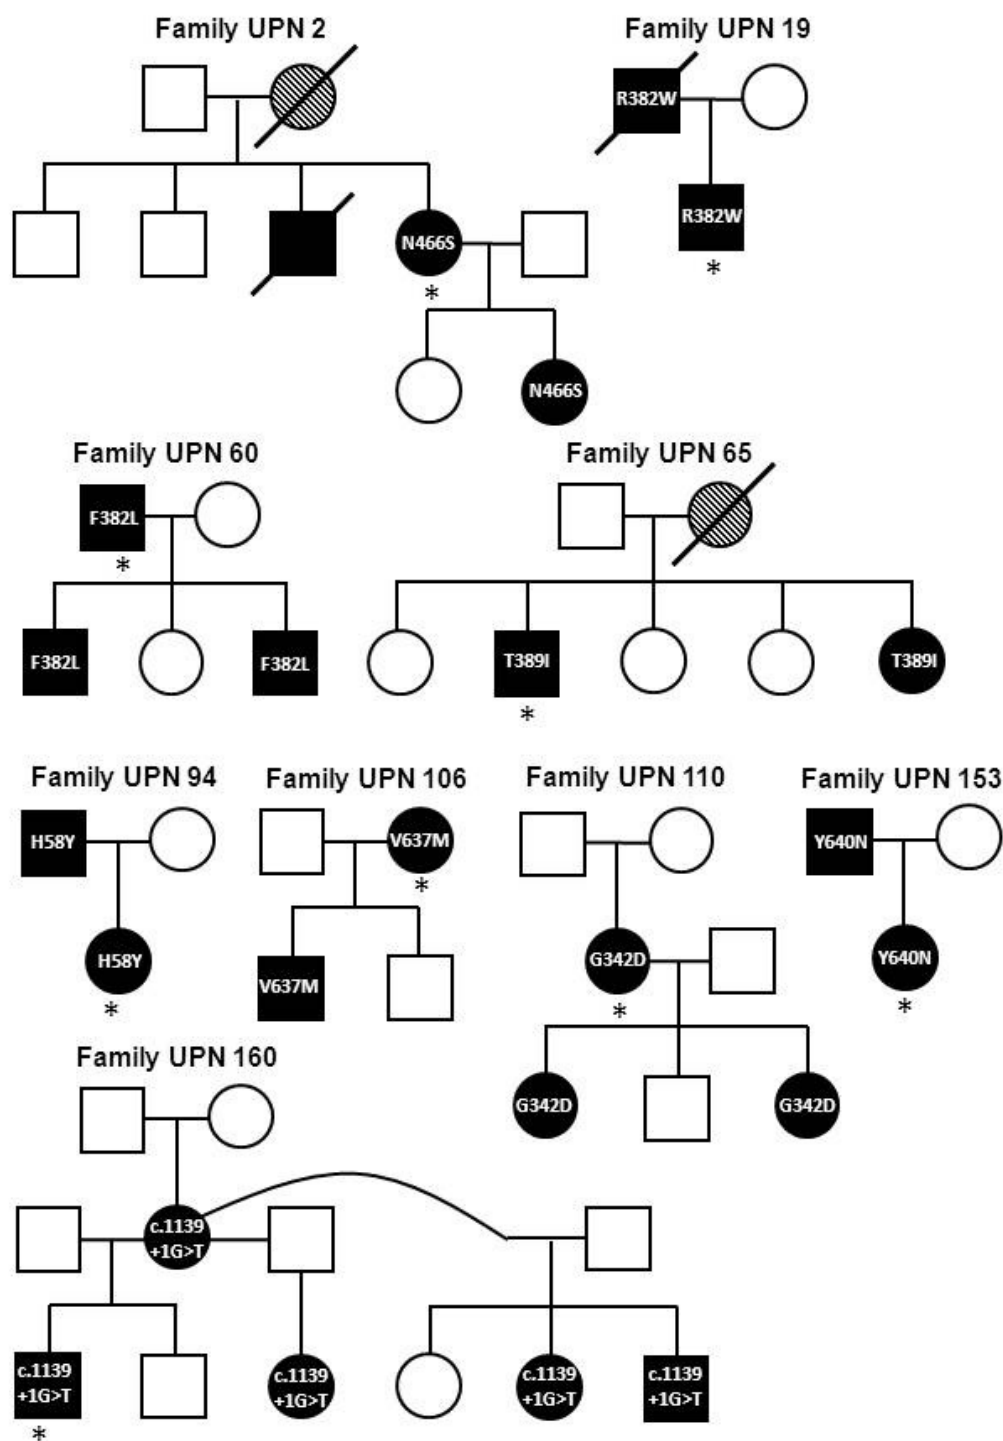 Family UPN 2
Family UPN 19
R382W
R382W
*
N466S
*
N466S
Family UPN 60
Family UPN 65
F382L
*
F382L
F382L
T389I
*
T389I
Family UPN 94
Family UPN 106
Family UPN 110
Family UPN 153
H58Y
V637M
*
Y640N
H58Y
*
V637M
G342D
*
Y640N
*
G342D
G342D
Family UPN 160
c.1139
+1G>T
c.1139
+1G>T
*
c.1139
+1G>T
c.1139
+1G>T
c.1139
+1G>T